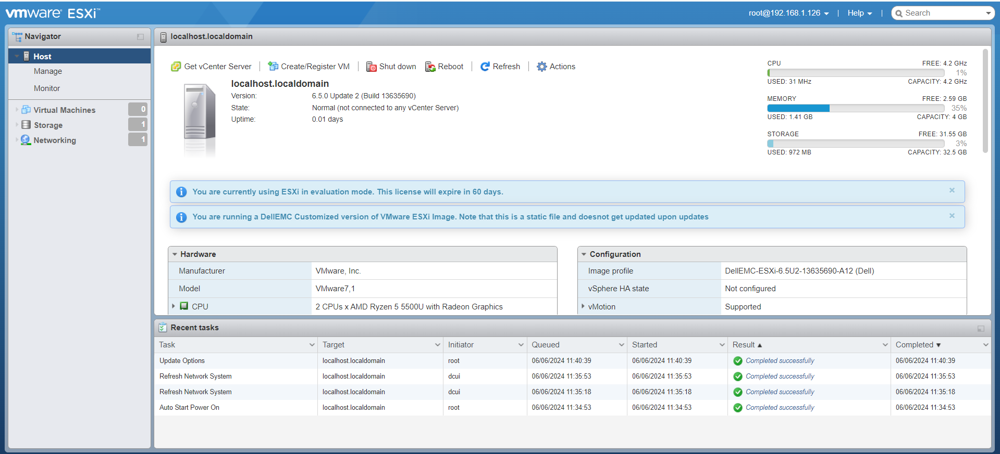 vmware ESXi™
root@192.168.1.126 | Help | Search
Navigator
Host
Manage
Monitor
Virtual Machines 0
Storage 1
Networking 1
localhost.localdomain
Get vCenter Server | Create/Register VM | Shut down Reboot | Refresh | Actions
localhost.localdomain
Version: 6.5.0 Update 2 (Build 13635690)
State: Normal (not connected to any vCenter Server)
Uptime: 0.01 days
CPU FREE: 4.2 GHz
1%
USED: 31 MHz CAPACITY: 4.2 GHz
MEMORY FREE: 2.59 GB
35%
USED: 1.41 GB CAPACITY: 4 GB
STORAGE FREE: 31.55 GB
3%
USED: 972 MB CAPACITY: 32.5 GB
You are currently using ESXi in evaluation mode. This license will expire in 60 days.
You are running a DellEMC Customized version of VMware ESXi Image. Note that this is a static file and doesnot get updated upon updates
Hardware
Manufacturer VMware, Inc.
Model VMware7,1
CPU 2 CPUs x AMD Ryzen 5 5500U with Radeon Graphics
Configuration
Image profile DellEMC-ESXi-6.5U2-13635690-A12 (Dell)
vSphere HA state Not configured
vMotion Supported
Recent tasks
Task Target Initiator Queued Started Result Completed
Update Options localhost.localdomain root 06/06/2024 11:40:39 06/06/2024 11:40:39 Completed successfully 06/06/2024 11:40:39
Refresh Network System localhost.localdomain dcui 06/06/2024 11:35:53 06/06/2024 11:35:53 Completed successfully 06/06/2024 11:35:53
Refresh Network System localhost.localdomain dcui 06/06/2024 11:35:18 06/06/2024 11:35:18 Completed successfully 06/06/2024 11:35:18
Auto Start Power On localhost.localdomain root 06/06/2024 11:34:53 06/06/2024 11:34:53 Completed successfully 06/06/2024 11:34:53